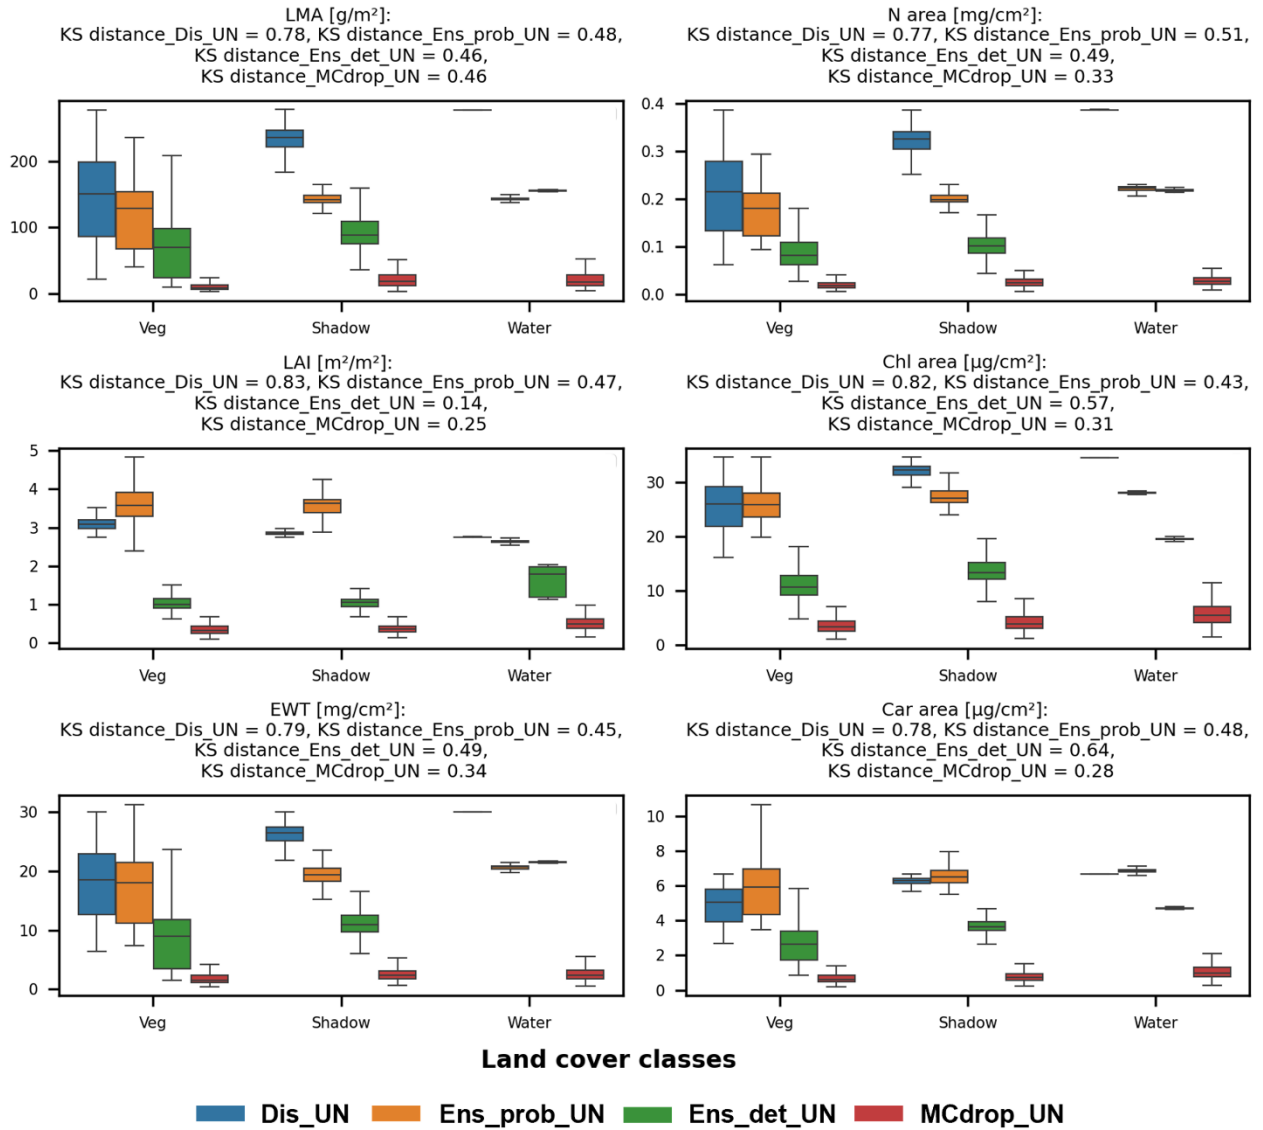 LMA [g/m²]:
KS distance_Dis_UN = 0.78, KS distance_Ens_prob_UN = 0.48,
KS distance_Ens_det_UN = 0.46,
KS distance_MCdrop_UN = 0.46
200
100
0
Veg
Shadow
Water
N area [mg/cm²]:
KS distance_Dis_UN = 0.77, KS distance_Ens_prob_UN = 0.51,
KS distance_Ens_det_UN = 0.49,
KS distance_MCdrop_UN = 0.33
0.4
0.3
0.2
0.1
0.0
Veg
Shadow
Water
LAI [m²/m²]:
KS distance_Dis_UN = 0.83, KS distance_Ens_prob_UN = 0.47,
KS distance_Ens_det_UN = 0.14,
KS distance_MCdrop_UN = 0.25
5
4
3
2
1
0
Veg
Shadow
Water
Chl area [µg/cm²]:
KS distance_Dis_UN = 0.82, KS distance_Ens_prob_UN = 0.43,
KS distance_Ens_det_UN = 0.57,
KS distance_MCdrop_UN = 0.31
30
20
10
0
Veg
Shadow
Water
EWT [mg/cm²]:
KS distance_Dis_UN = 0.79, KS distance_Ens_prob_UN = 0.45,
KS distance_Ens_det_UN = 0.49,
KS distance_MCdrop_UN = 0.34
30
20
10
0
Veg
Shadow
Water
Car area [µg/cm²]:
KS distance_Dis_UN = 0.78, KS distance_Ens_prob_UN = 0.48,
KS distance_Ens_det_UN = 0.64,
KS distance_MCdrop_UN = 0.28
10
8
6
4
2
0
Veg
Shadow
Water
Land cover classes
Dis_UN Ens_prob_UN Ens_det_UN MCdrop_UN